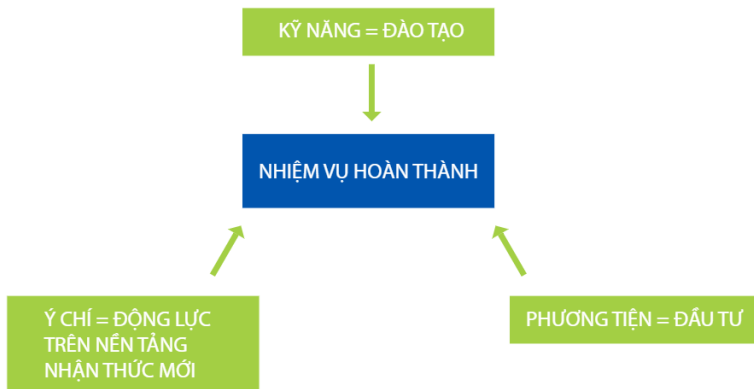 KỸ NĂNG = ĐÀO TẠO
NHIỆM VỤ HOÀN THÀNH
Ý CHÍ = ĐỘNG LỰC
TRÊN NỀN TẢNG
NHẬN THỨC MỚI
PHƯƠNG TIỆN = ĐẦU TƯ